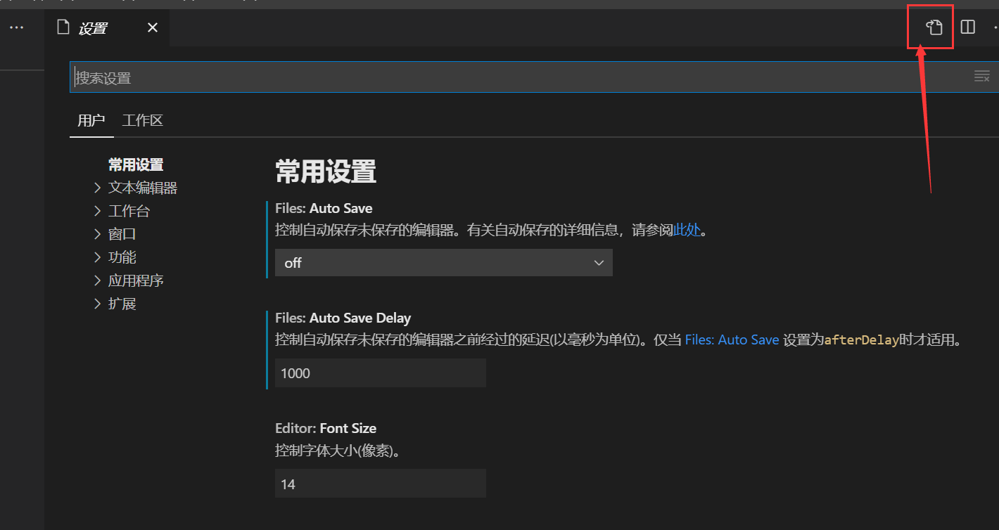 设置
搜索设置
用户 工作区
常用设置
文本编辑器
工作台
窗口
功能
应用程序
扩展
常用设置
Files: Auto Save
控制自动保存未保存的编辑器。有关自动保存的详细信息，请参阅此处。
off
Files: Auto Save Delay
控制自动保存未保存的编辑器之前经过的延迟(以毫秒为单位)。仅当 Files: Auto Save 设置为afterDelay时才适用。
1000
Editor: Font Size
控制字体大小(像素)。
14